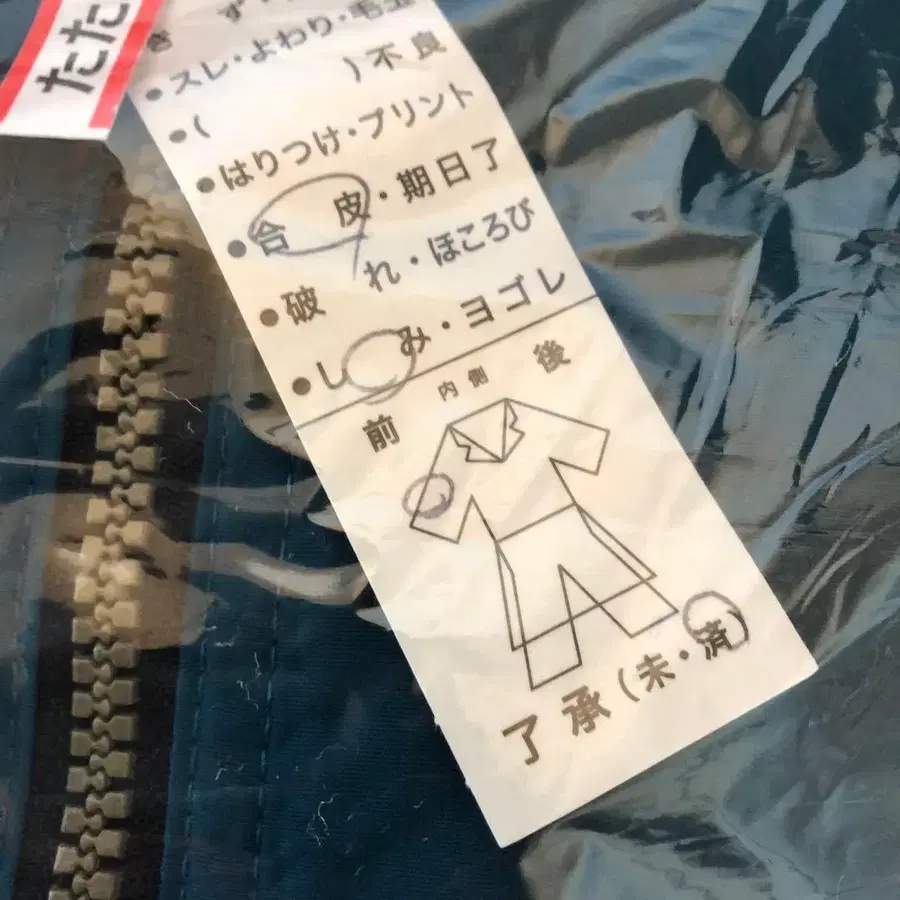 たた
きず
•スレ・よわり・毛玉
•(　　　)不良
•はりつけ・プリント
•合皮・期日了
•破れ・ほころび
•しみ・ヨゴレ
前 内側 後
了承(未・済)